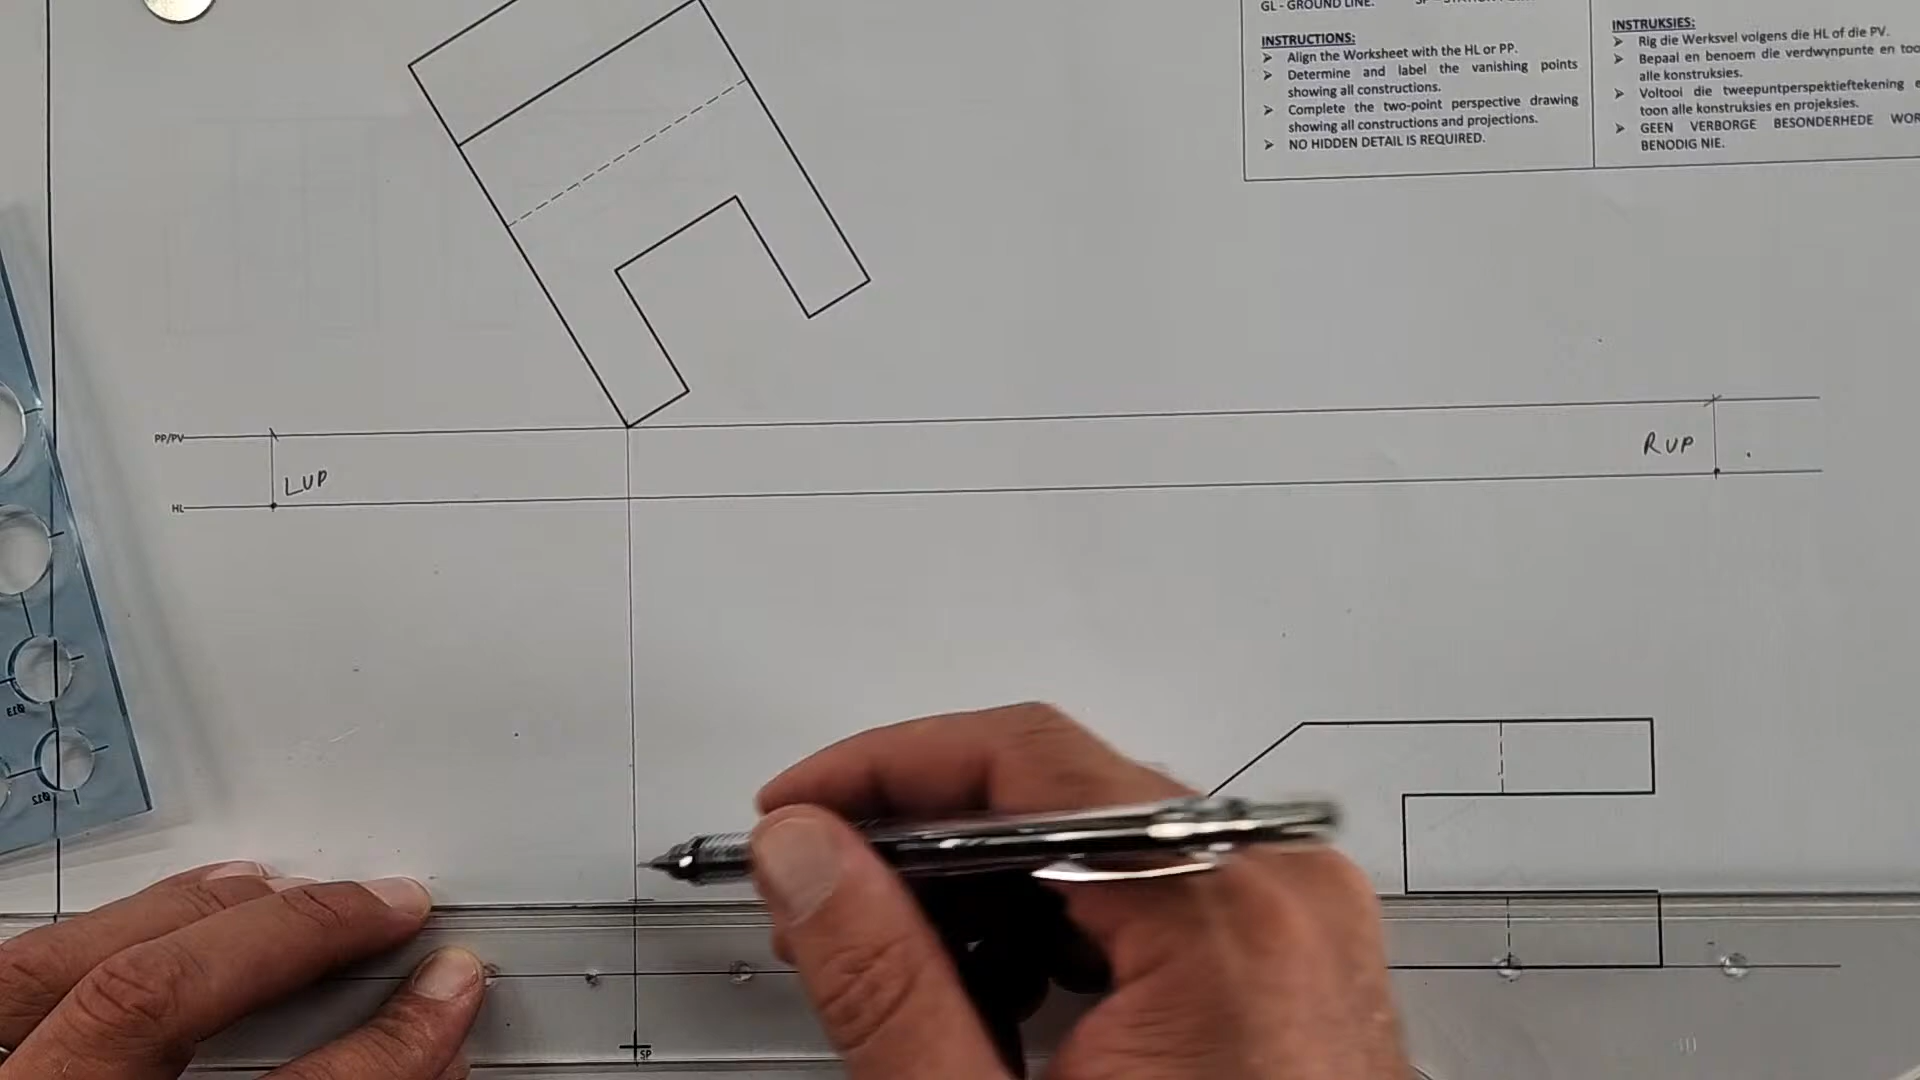 GL - GROUND LINE.
INSTRUCTIONS:
Align the Worksheet with the HL or PP.
Determine and label the vanishing points
showing all constructions.
Complete the two-point perspective drawing
showing all constructions and projections.
NO HIDDEN DETAIL IS REQUIRED.
INSTRUKSIES:
Rig die Werksvel volgens die HL of die PV.
Bepaal en benoem die verdwynpunte en
alle konstruksies.
Voltooi die tweepuntperspektieftekening
toon alle konstruksies en projeksies.
GEEN VERBORGE BESONDERHEDE
BENODIG NIE.
PP/PV
LVP
RVP
HL
SP